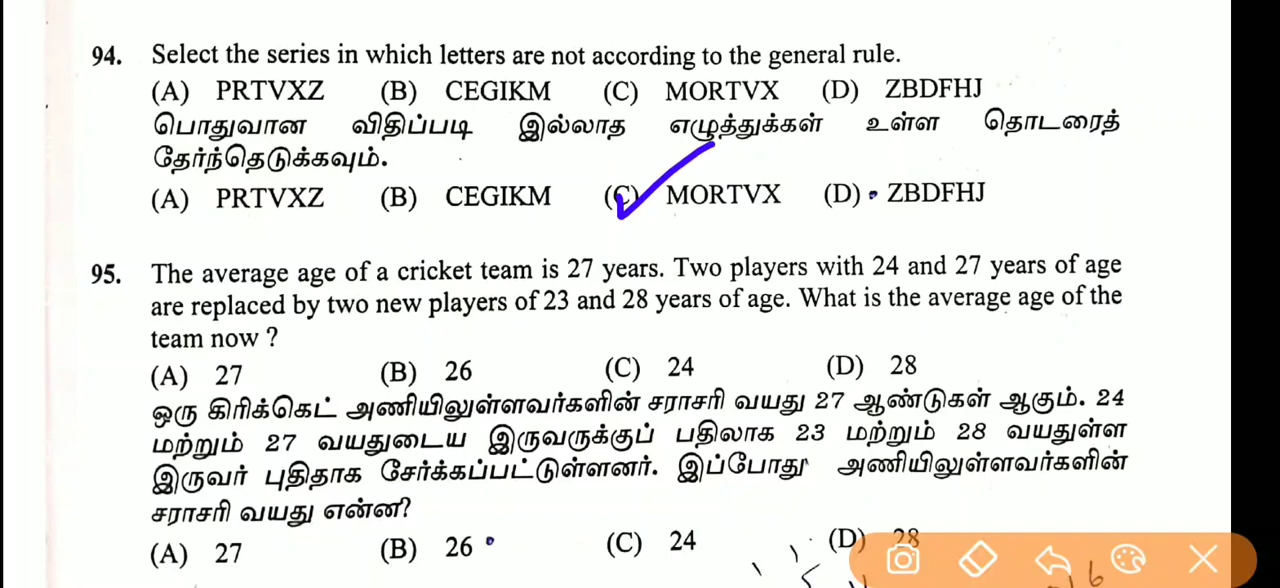 94. Select the series in which letters are not according to the general rule.
(A) PRTVXZ (B) CEGIKM (C) MORTVX (D) ZBDFHJ
பொதுவான விதிப்படி இல்லாத எழுத்துக்கள் உள்ள தொடரைத்
தேர்ந்தெடுக்கவும்.
(A) PRTVXZ (B) CEGIKM (C) MORTVX (D) ZBDFHJ
95. The average age of a cricket team is 27 years. Two players with 24 and 27 years of age
are replaced by two new players of 23 and 28 years of age. What is the average age of the
team now ?
(A) 27 (B) 26 (C) 24 (D) 28
ஒரு கிரிக்கெட் அணியிலுள்ளவர்களின் சராசரி வயது 27 ஆண்டுகள் ஆகும். 24
மற்றும் 27 வயதுடைய இருவருக்குப் பதிலாக 23 மற்றும் 28 வயதுள்ள
இருவர் புதிதாக சேர்க்கப்பட்டுள்ளனர். இப்போது அணியிலுள்ளவர்களின்
சராசரி வயது என்ன?
(A) 27 (B) 26 (C) 24 (D) 28